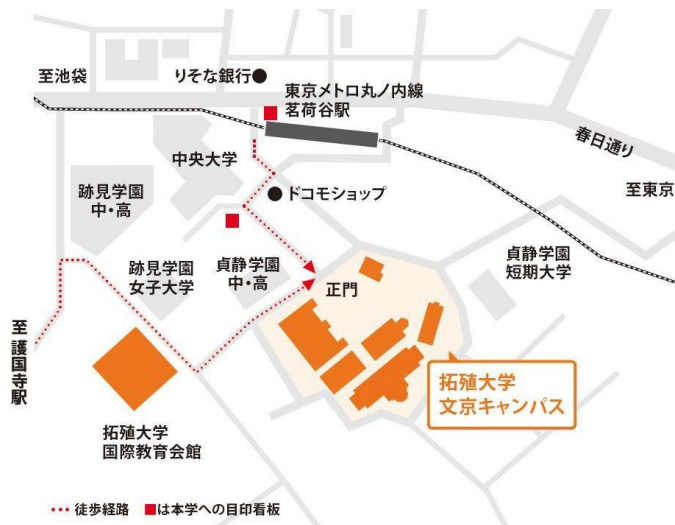 至池袋
りそな銀行
東京メトロ丸ノ内線
茗荷谷駅
春日通り
中央大学
ドコモショップ
至東京
跡見学園
中・高
跡見学園
女子大学
貞静学園
中・高
正門
貞静学園
短期大学
至護国寺駅
拓殖大学
文京キャンパス
拓殖大学
国際教育会館
徒歩経路
は本学への目印看板